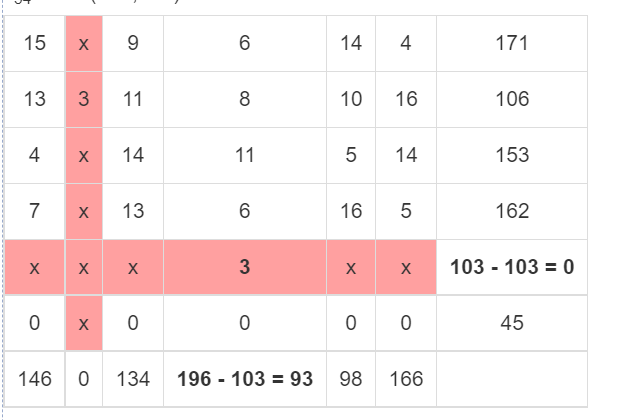 15 x 9 6 14 4 171
13 3 11 8 10 16 106
4 x 14 11 5 14 153
7 x 13 6 16 5 162
x x x 3 x x 103 - 103 = 0
0 x 0 0 0 0 45
146 0 134 196 - 103 = 93 98 166